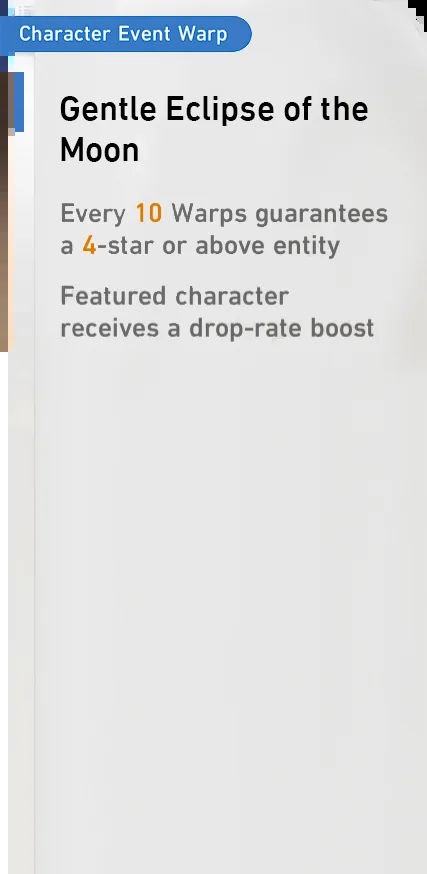 Character Event Warp
Gentle Eclipse of the
Moon
Every 10 Warps guarantees
a 4-star or above entity
Featured character
receives a drop-rate boost